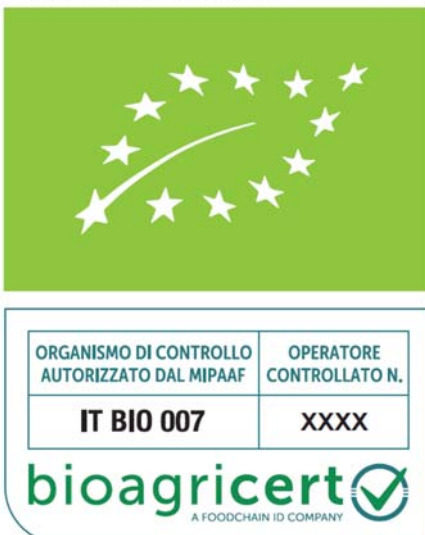 ORGANISMO DI CONTROLLO
AUTORIZZATO DAL MIPAAF
OPERATORE
CONTROLLATO N.
IT BIO 007
XXXX
bioagricert
A FOODCHAIN ID COMPANY